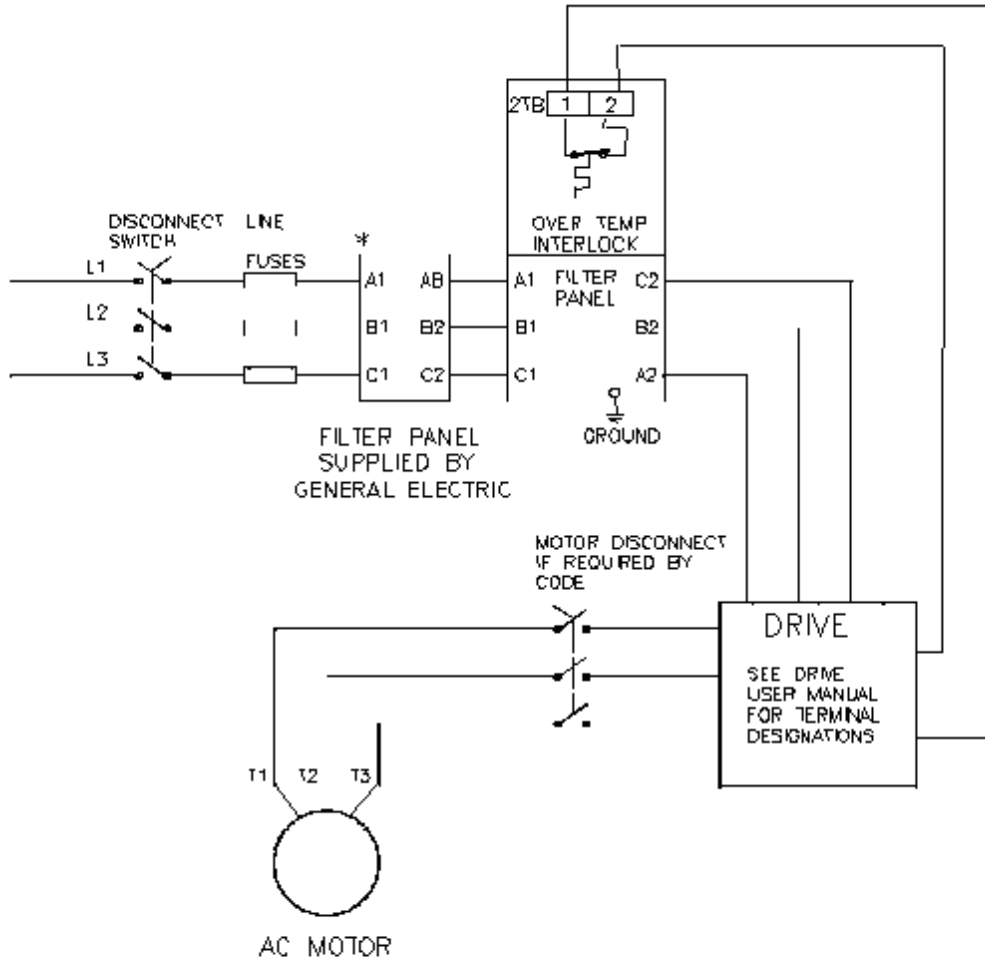 2TB 1 2
OVER TEMP
INTERLOCK
DISCONNECT LINE
SWITCH
FUSES
*
L1
L2
L3
A1 AB
B1 B2
C1 C2
A1 FILTER C2
PANEL
B1 B2
C1 A2
GROUND
FILTER PANEL
SUPPLIED BY
GENERAL ELECTRIC
MOTOR DISCONNECT
IF REQUIRED BY
CODE
DRIVE
SEE DRIVE
USER MANUAL
FOR TERMINAL
DESIGNATIONS
T1 T2 T3
AC MOTOR